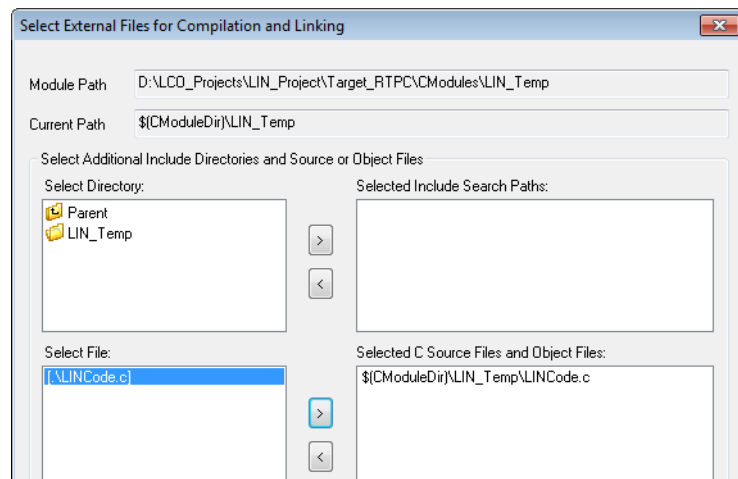 Select External Files for Compilation and Linking
Module Path D:\LCO_Projects\LIN_Project\Target_RTPC\CModules\LIN_Temp
Current Path $(CModuleDir)\LIN_Temp
Select Additional Include Directories and Source or Object Files
Select Directory: Selected Include Search Paths:
Parent
LIN_Temp
>
<
Select File: Selected C Source Files and Object Files:
[.\LINCode.c] $(CModuleDir)\LIN_Temp\LINCode.c
>
<